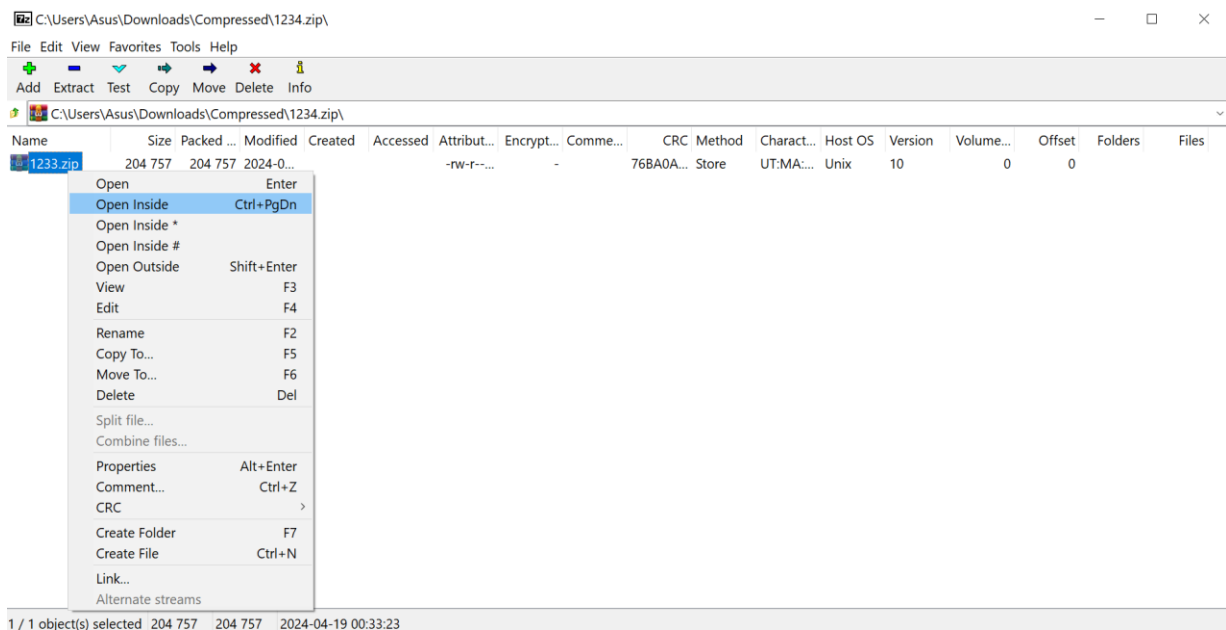 C:\Users\Asus\Downloads\Compressed\1234.zip\
File Edit View Favorites Tools Help
Add Extract Test Copy Move Delete Info
C:\Users\Asus\Downloads\Compressed\1234.zip\
Name Size Packed ... Modified Created Accessed Attribut... Encrypt... Comme... CRC Method Charact... Host OS Version Volume... Offset Folders Files
1233.zip 204 757 204 757 2024-0... -rw-r--... - 76BA0A... Store UT:MA:... Unix 10 0 0
Open Enter
Open Inside Ctrl+PgDn
Open Inside *
Open Inside #
Open Outside Shift+Enter
View F3
Edit F4
Rename F2
Copy To... F5
Move To... F6
Delete Del
Split file...
Combine files...
Properties Alt+Enter
Comment... Ctrl+Z
CRC
Create Folder F7
Create File Ctrl+N
Link...
Alternate streams
1 / 1 object(s) selected 204 757 204 757 2024-04-19 00:33:23